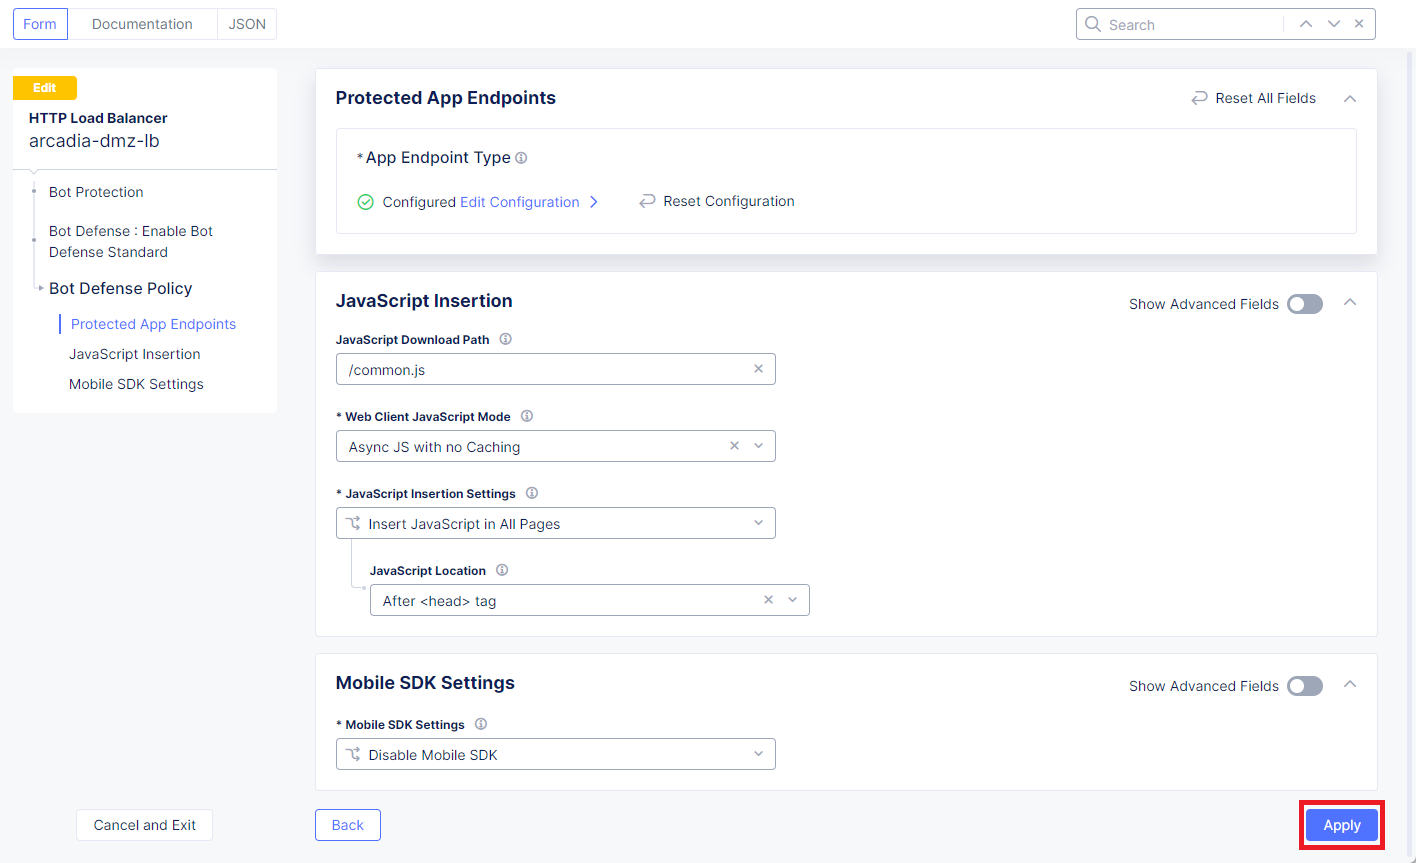 Form
Documentation
JSON
Search
Edit
HTTP Load Balancer
arcadia-dmz-lb
Bot Protection
Bot Defense : Enable Bot
Defense Standard
Bot Defense Policy
Protected App Endpoints
JavaScript Insertion
Mobile SDK Settings
Protected App Endpoints
Reset All Fields
* App Endpoint Type
Configured Edit Configuration
Reset Configuration
JavaScript Insertion
Show Advanced Fields
JavaScript Download Path
/common.js
* Web Client JavaScript Mode
Async JS with no Caching
* JavaScript Insertion Settings
Insert JavaScript in All Pages
JavaScript Location
After <head> tag
Mobile SDK Settings
Show Advanced Fields
* Mobile SDK Settings
Disable Mobile SDK
Cancel and Exit
Back
Apply